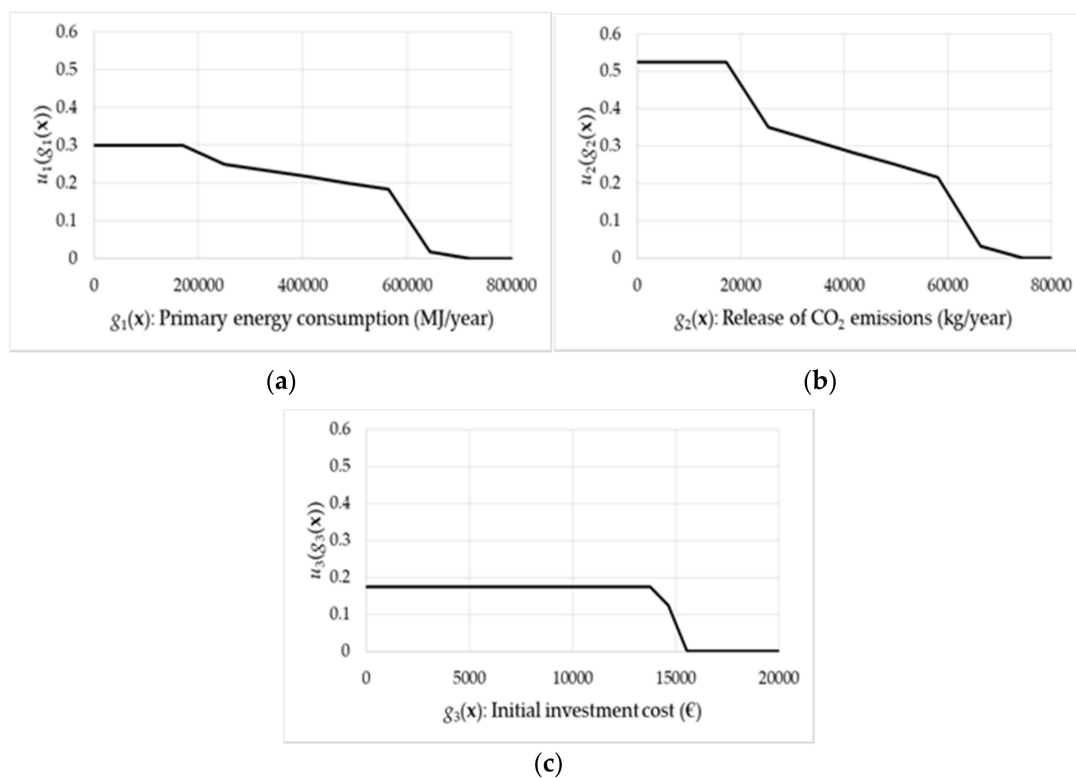 0.6
0.5
0.4
0.3
0.2
0.1
0
u₁(g₁(x))
0 200000 400000 600000 800000
g₁(x): Primary energy consumption (MJ/year)
(a)
0.6
0.5
0.4
0.3
0.2
0.1
0
u₂(g₂(x))
0 20000 40000 60000 80000
g₂(x): Release of CO₂ emissions (kg/year)
(b)
0.6
0.5
0.4
0.3
0.2
0.1
0
u₃(g₃(x))
0 5000 10000 15000 20000
g₃(x): Initial investment cost (€)
(c)